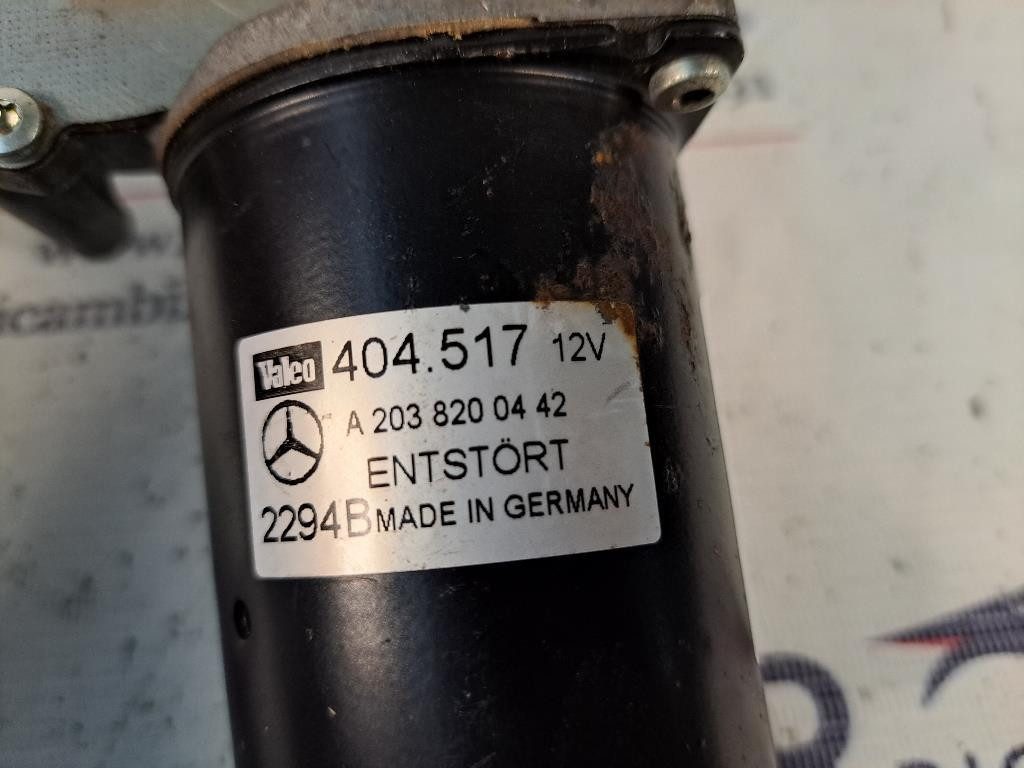 Valeo 404.517 12V
A 203 820 04 42
ENTSTÖRT
2294B MADE IN GERMANY